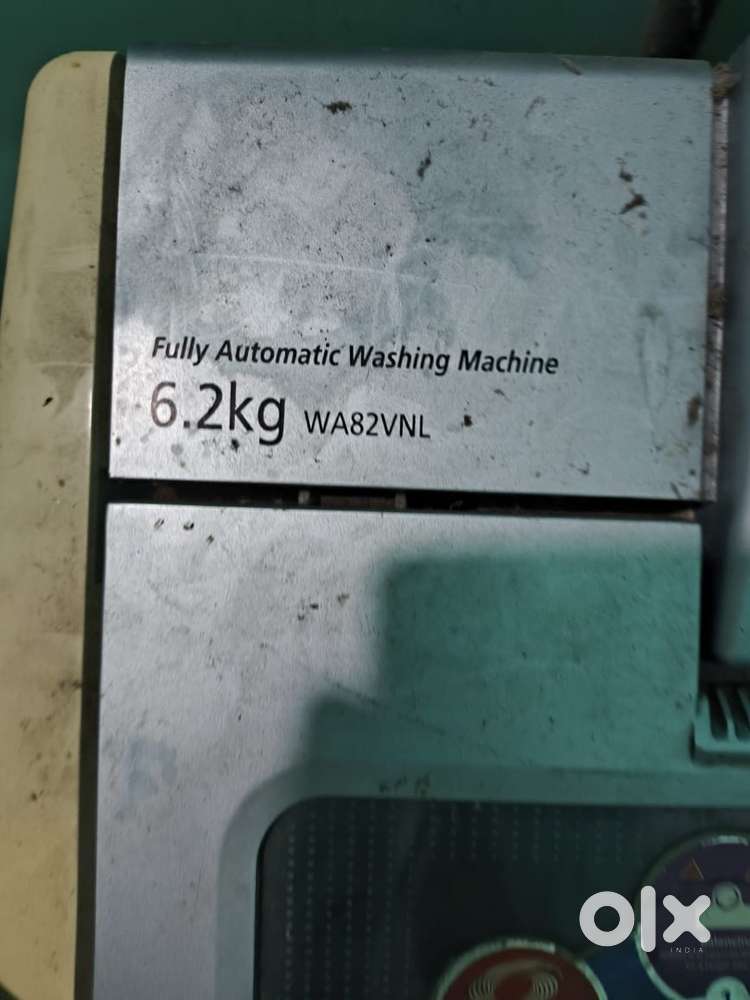 Fully Automatic Washing Machine
6.2kg WA82VNL
olx
INDIA